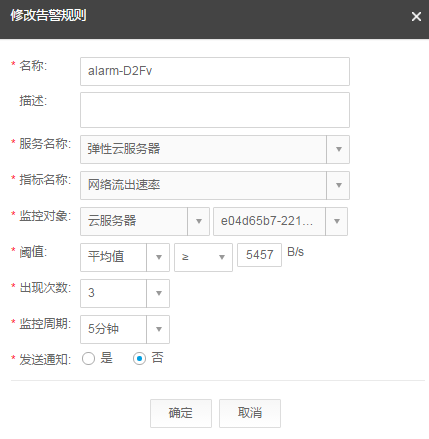 修改告警规则
* 名称: alarm-D2Fv
描述:
* 服务名称: 弹性云服务器
* 指标名称: 网络流出速率
* 监控对象: 云服务器 e04d65b7-221...
* 阈值: 平均值 ≥ 5457 B/s
* 出现次数: 3
* 监控周期: 5分钟
* 发送通知: 是 否
确定 取消